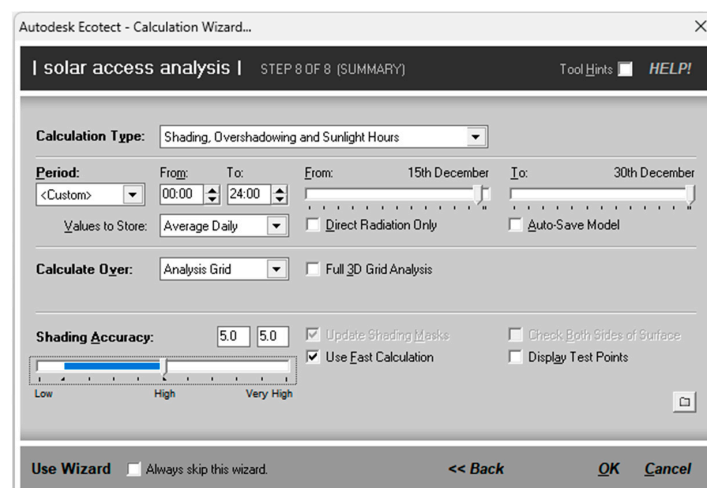 Autodesk Ecotect - Calculation Wizard...
| solar access analysis | STEP 8 OF 8 (SUMMARY) Tool Hints HELP!
Calculation Type: Shading, Overshadowing and Sunlight Hours
Period: From: To: From: 15th December To: 30th December
<Custom> 00:00 24:00
Values to Store: Average Daily Direct Radiation Only Auto-Save Model
Calculate Over: Analysis Grid Full 3D Grid Analysis
Shading Accuracy: 5.0 5.0 Update Shading Masks Check Both Sides of Surface
Use Fast Calculation Display Test Points
Low High Very High
Use Wizard Always skip this wizard. << Back OK Cancel